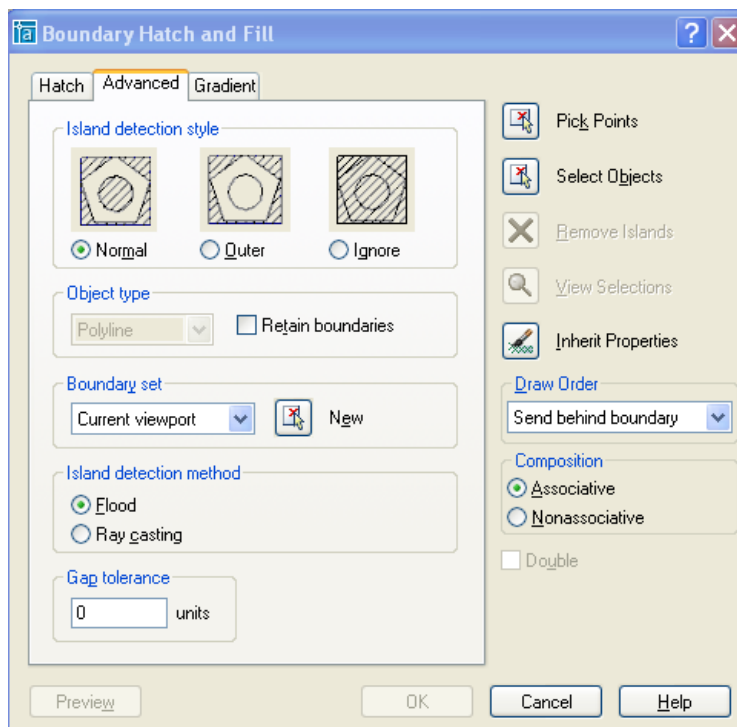 Boundary Hatch and Fill
Hatch Advanced Gradient
Island detection style
Normal Outer Ignore
Object type
Polyline Retain boundaries
Boundary set
Current viewport New
Island detection method
Flood
Ray casting
Gap tolerance
0 units
Pick Points
Select Objects
Remove Islands
View Selections
Inherit Properties
Draw Order
Send behind boundary
Composition
Associative
Nonassociative
Double
Preview OK Cancel Help